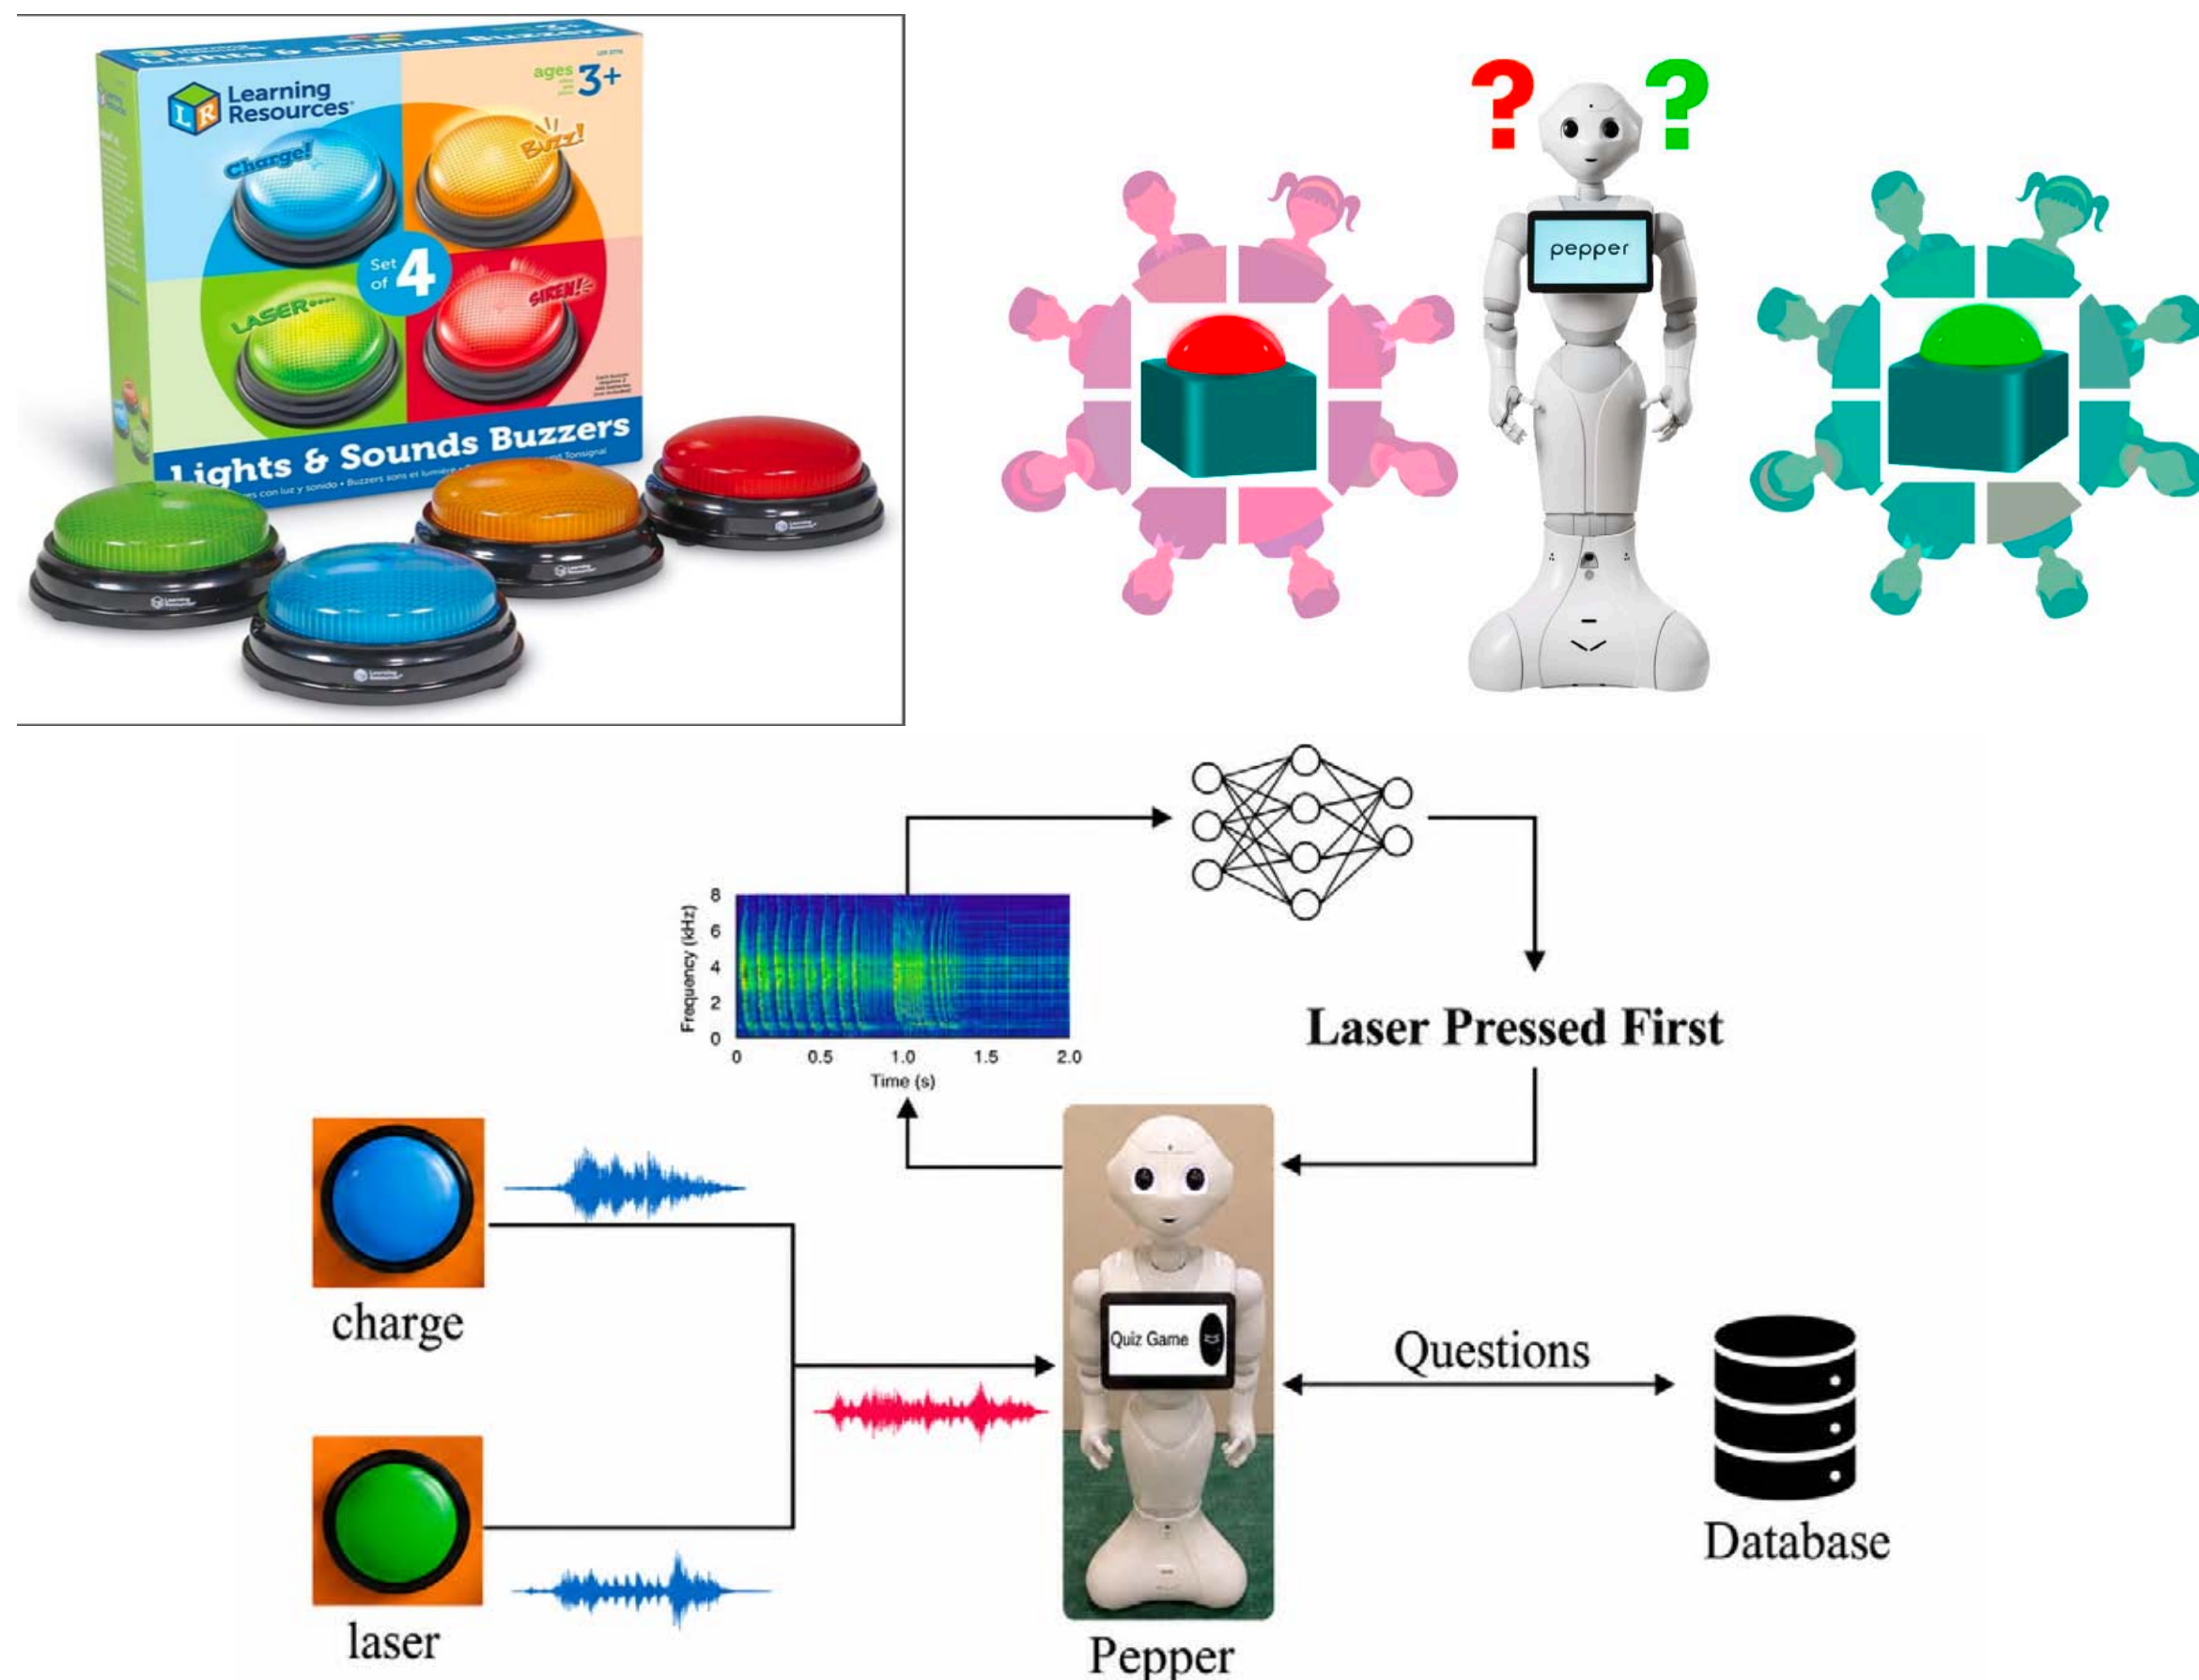 Learning
Resources
ages
3+
Charge!
BUZZ!
Set
of 4
LASER....
SIREN!
Lights & Sounds Buzzers
pepper
8
6
4
2
0
Frequency (kHz)
0 0.5 1.0 1.5 2.0
Time (s)
Laser Pressed First
charge
Quiz Game
Questions
Database
laser
Pepper